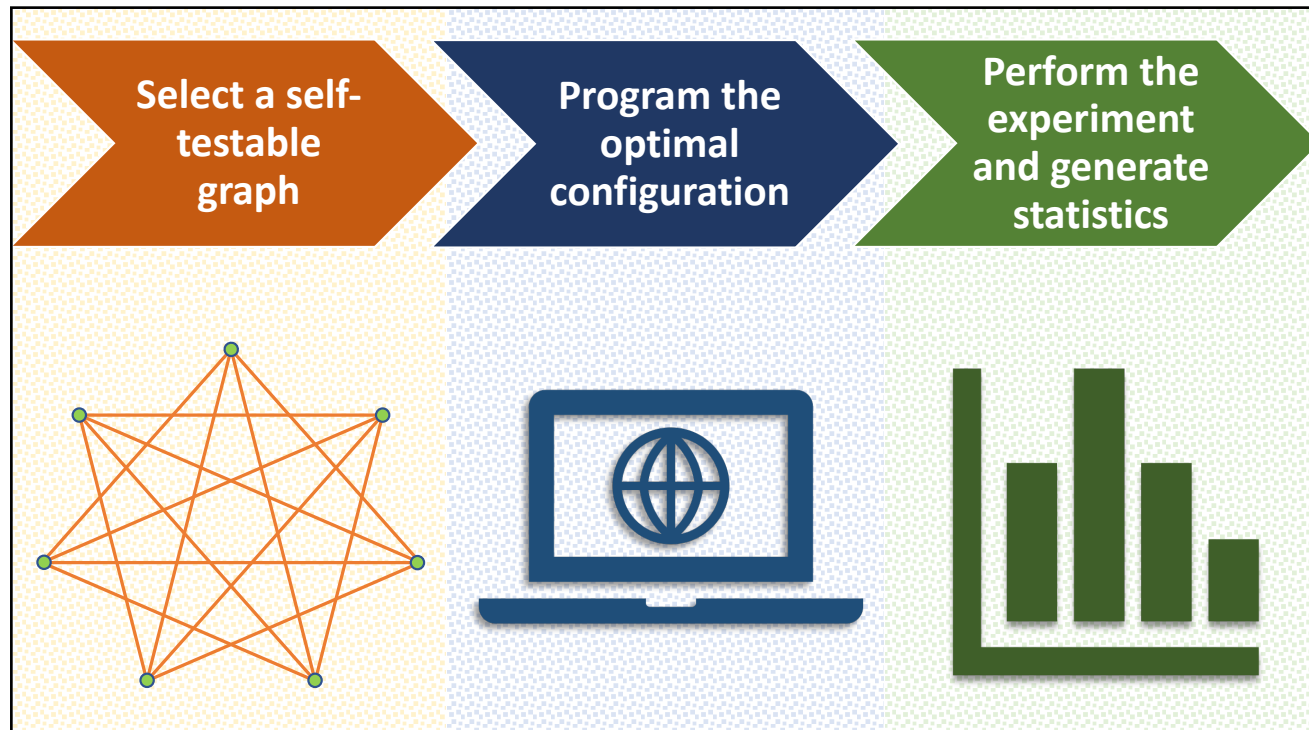 Select a self-
testable
graph
Program the
optimal
configuration
Perform the
experiment
and generate
statistics